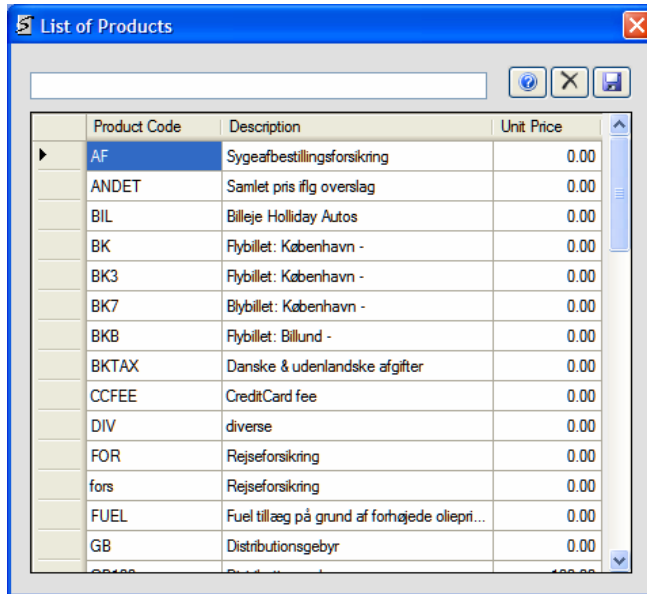 List of Products
Product Code Description Unit Price
AF Sygeafbestillingsforsikring 0.00
ANDET Samlet pris iflg overslag 0.00
BIL Billeje Holliday Autos 0.00
BK Flybillet: København - 0.00
BK3 Flybillet: København - 0.00
BK7 Blybillet: København - 0.00
BKB Flybillet: Billund - 0.00
BKTAX Danske & udenlandske afgifter 0.00
CCFEE CreditCard fee 0.00
DIV diverse 0.00
FOR Rejseforsikring 0.00
fors Rejseforsikring 0.00
FUEL Fuel tillæg på grund af forhøjede oliepri... 0.00
GB Distributionsgebyr 0.00